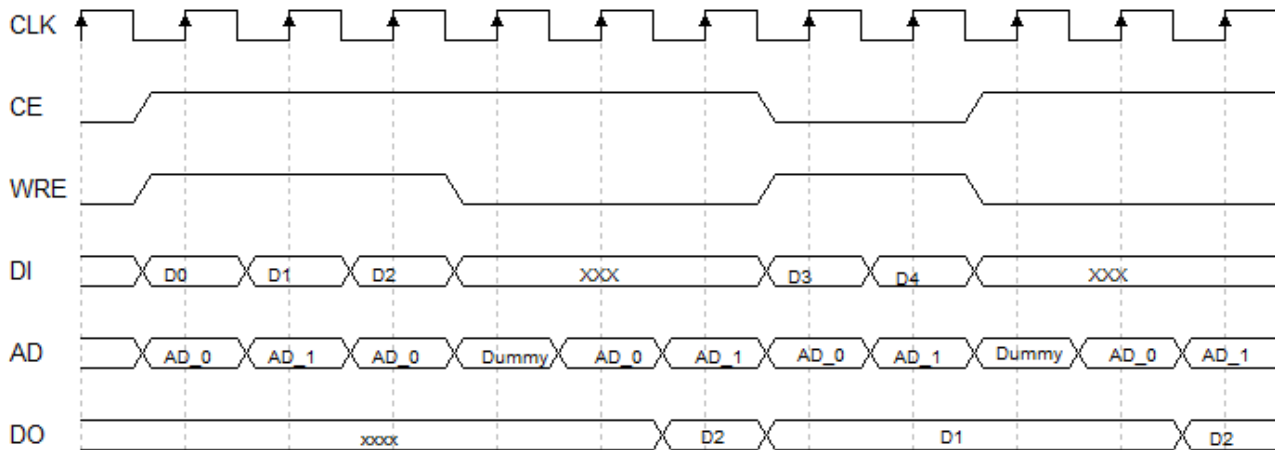 CLK
CE
WRE
DI D0 D1 D2 XXX D3 D4 XXX
AD AD_0 AD_1 AD_0 Dummy AD_0 AD_1 AD_0 AD_1 Dummy AD_0 AD_1
DO xxxx D2 D1 D2